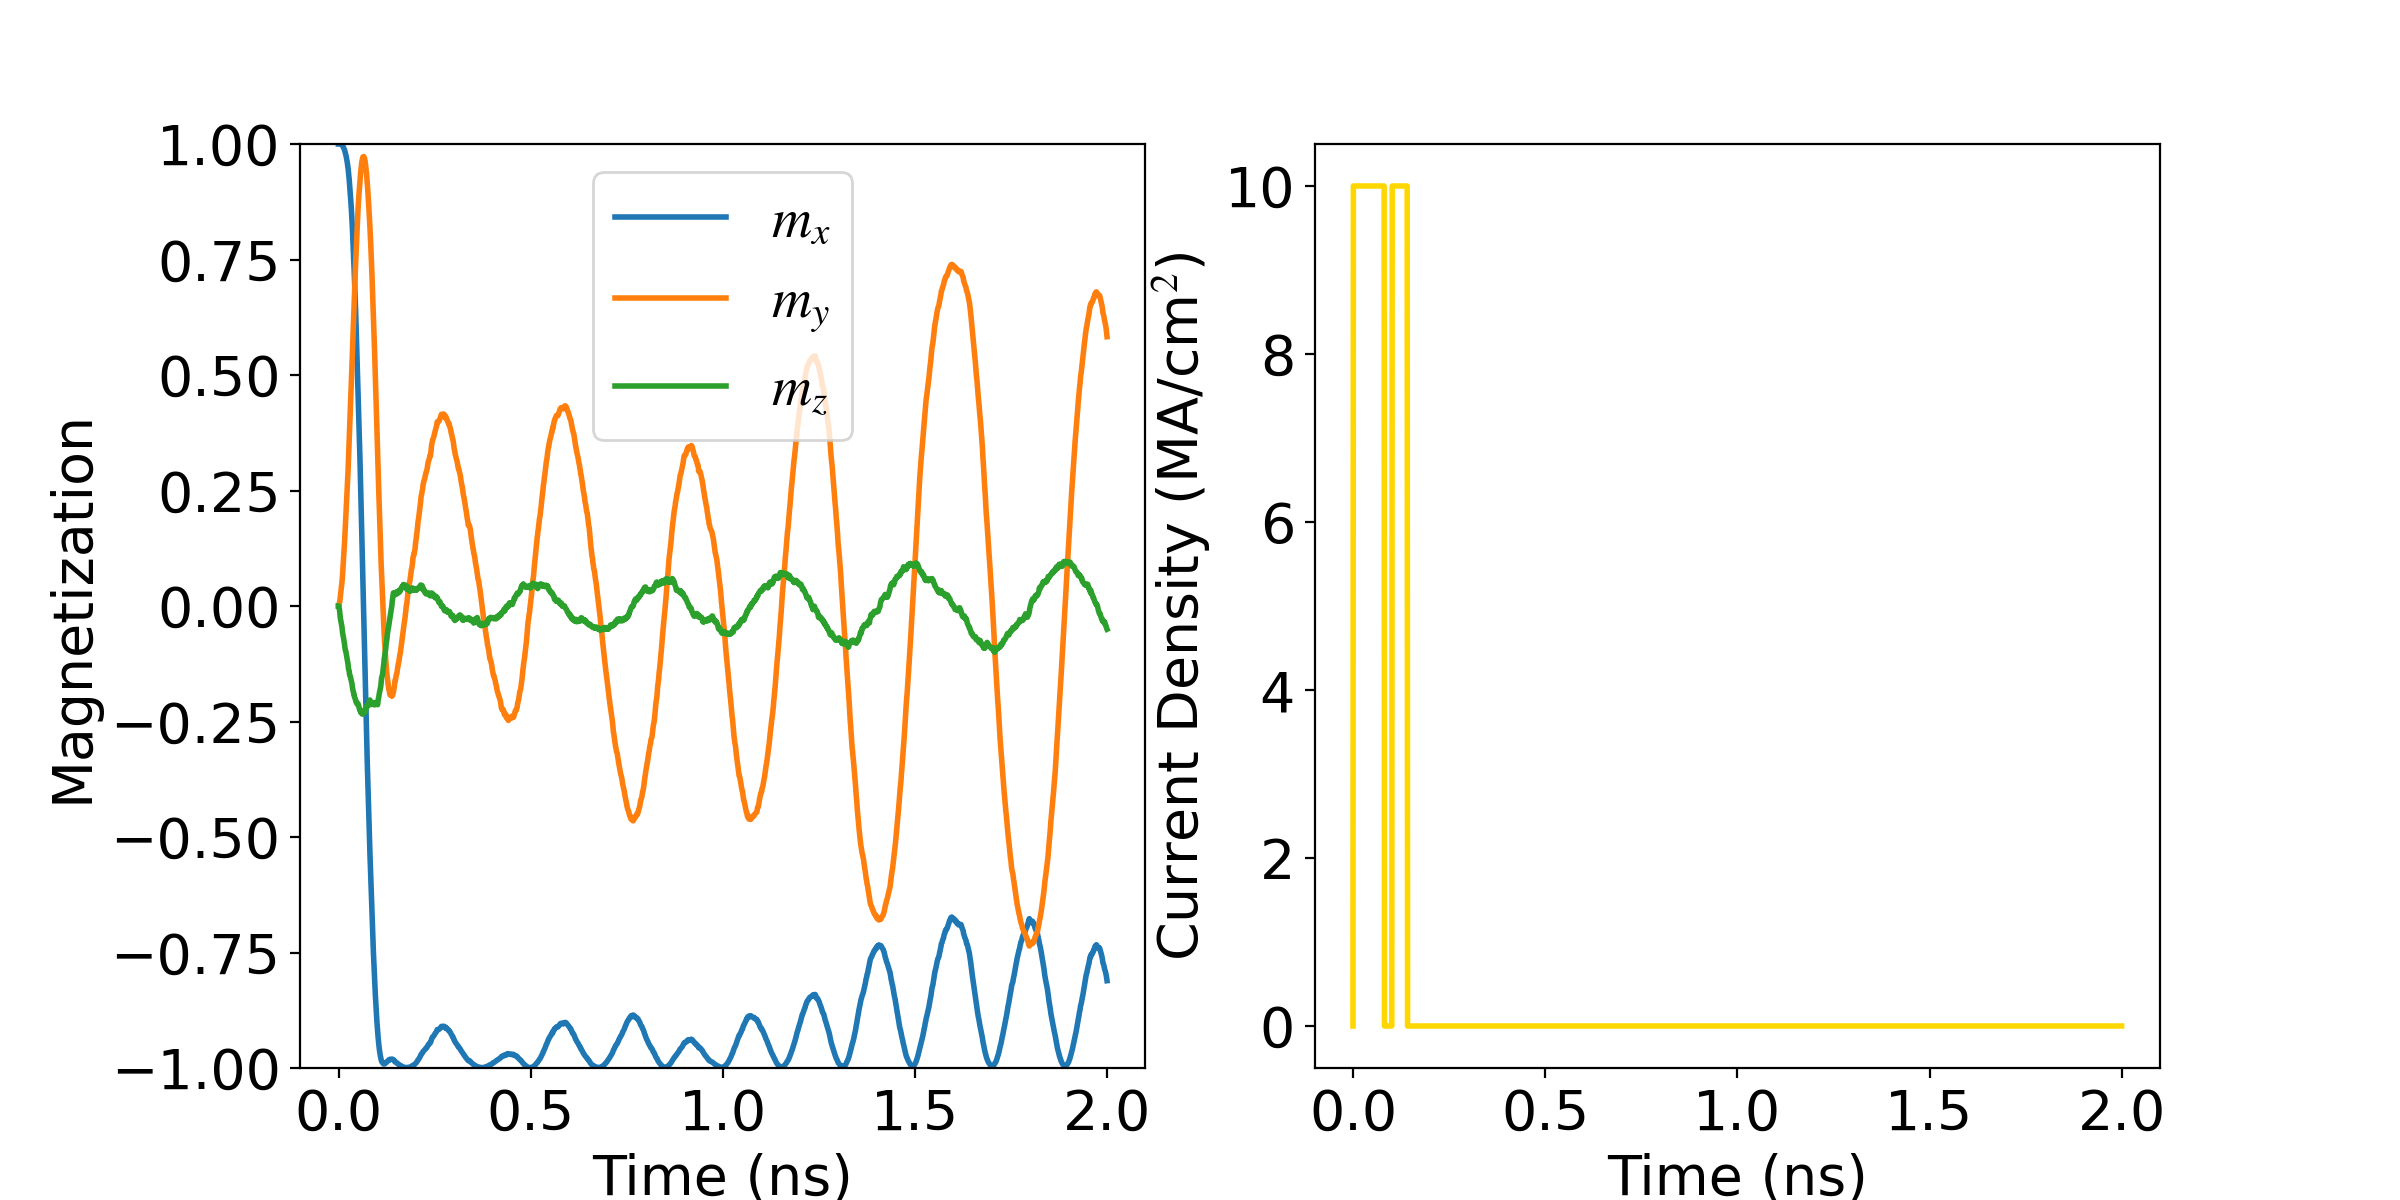 Magnetization
1.00
0.75
0.50
0.25
0.00
−0.25
−0.50
−0.75
−1.00
0.0 0.5 1.0 1.5 2.0
Time (ns)
m_x
m_y
m_z
Current Density (MA/cm²)
10
8
6
4
2
0
0.0 0.5 1.0 1.5 2.0
Time (ns)